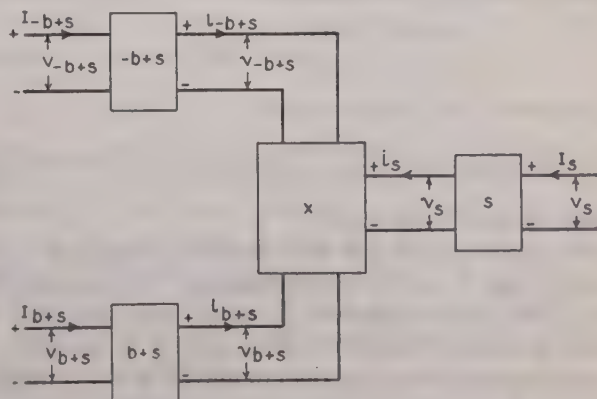 I-b+s + i-b+s
+ V-b+s -b+s v-b+s
- -
+ is + Is
x vs s Vs
- -
Ib+s + ib+s
+ Vb+s b+s vb+s
- -